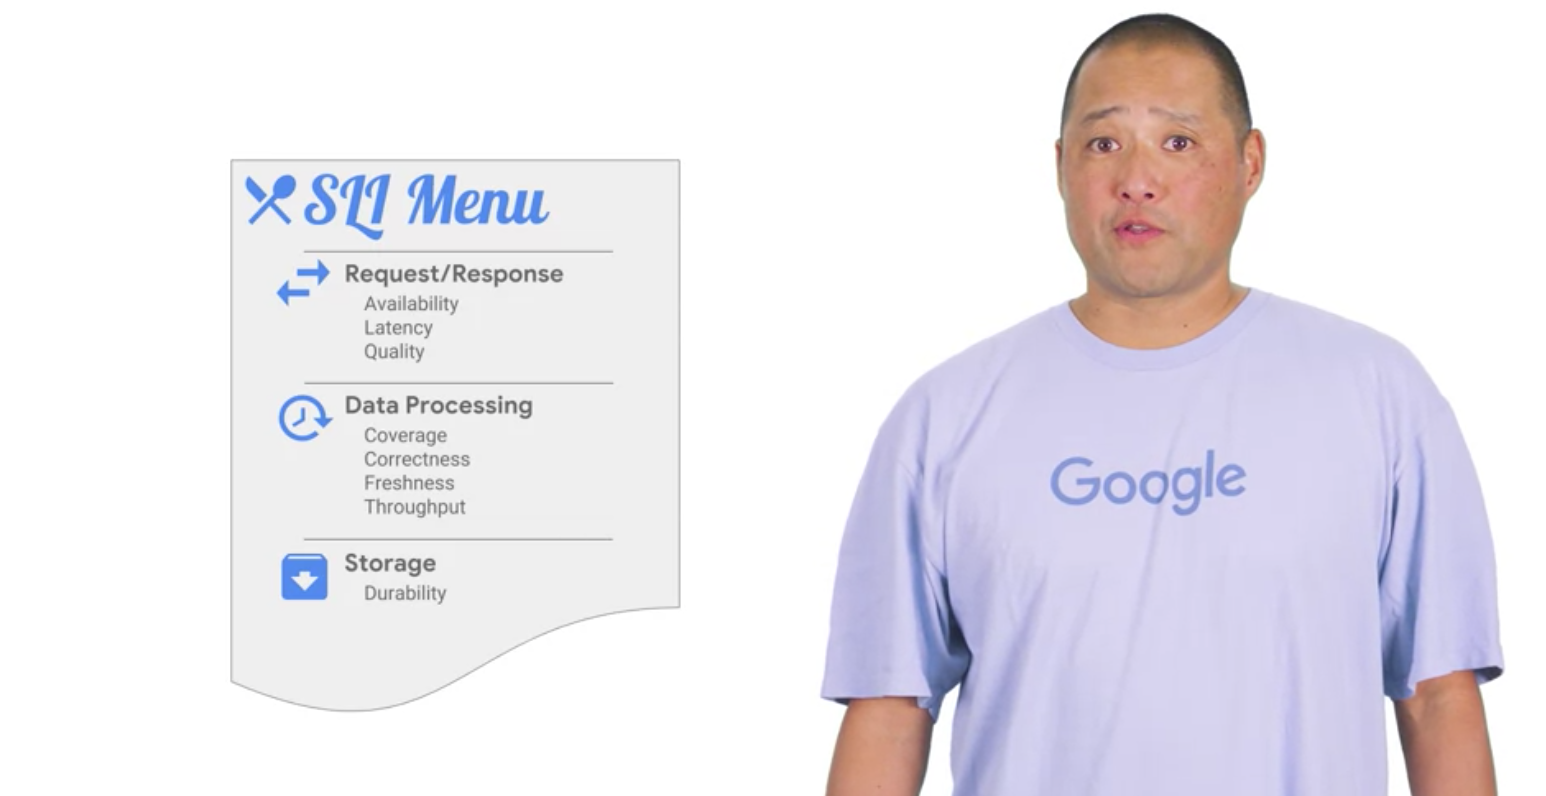 SLI Menu
Request/Response
Availability
Latency
Quality
Data Processing
Coverage
Correctness
Freshness
Throughput
Storage
Durability
Google